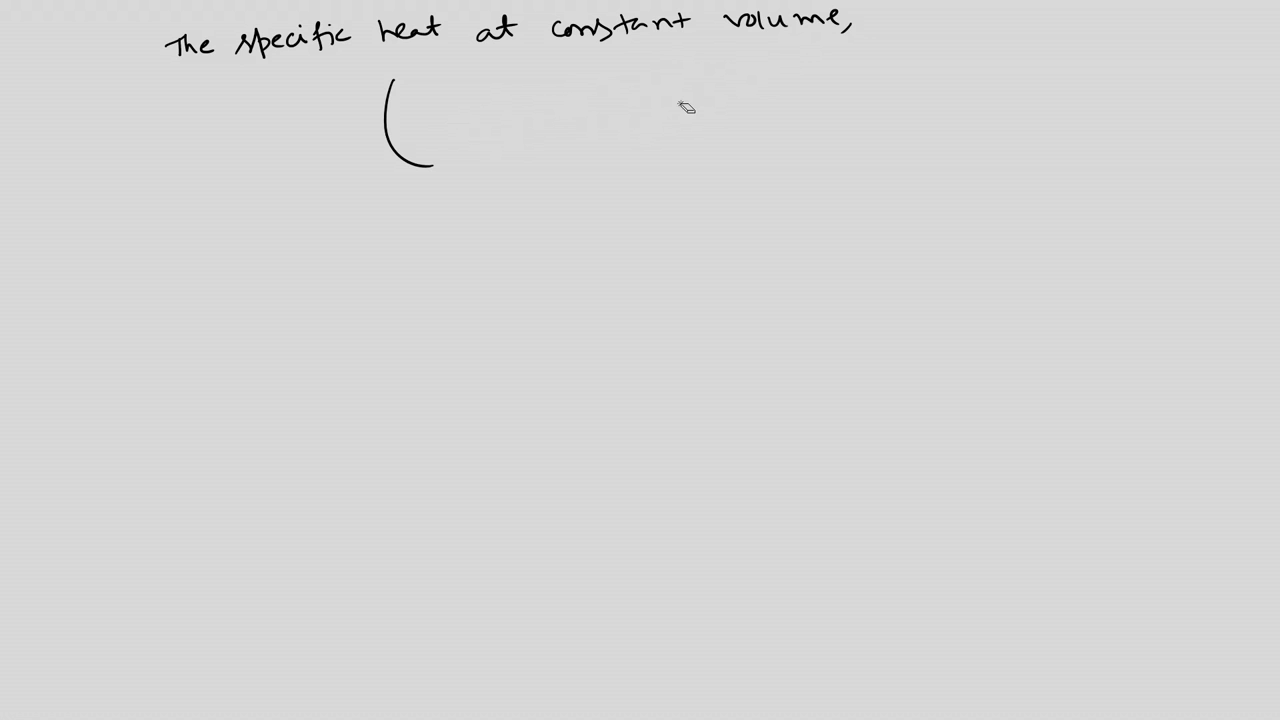 The specific heat at constant volume,
(